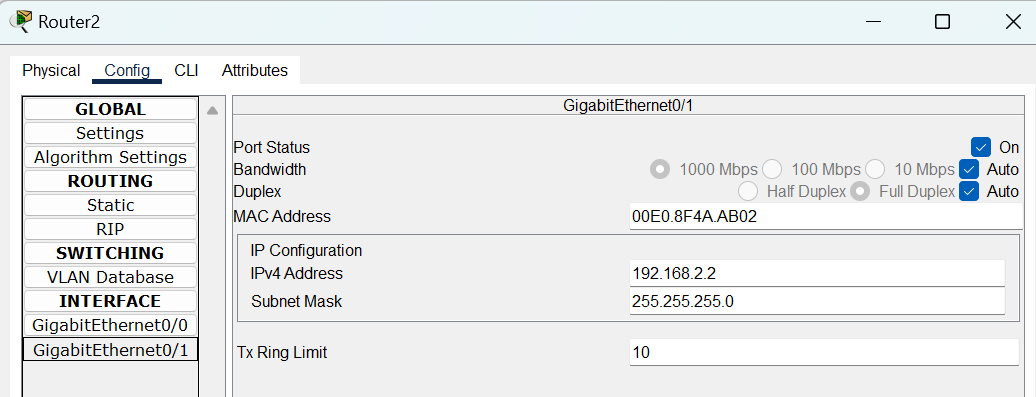 Router2
Physical Config CLI Attributes
GLOBAL
Settings
Algorithm Settings
ROUTING
Static
RIP
SWITCHING
VLAN Database
INTERFACE
GigabitEthernet0/0
GigabitEthernet0/1
GigabitEthernet0/1
Port Status On
Bandwidth 1000 Mbps 100 Mbps 10 Mbps Auto
Duplex Half Duplex Full Duplex Auto
MAC Address 00E0.8F4A.AB02
IP Configuration
IPv4 Address 192.168.2.2
Subnet Mask 255.255.255.0
Tx Ring Limit 10